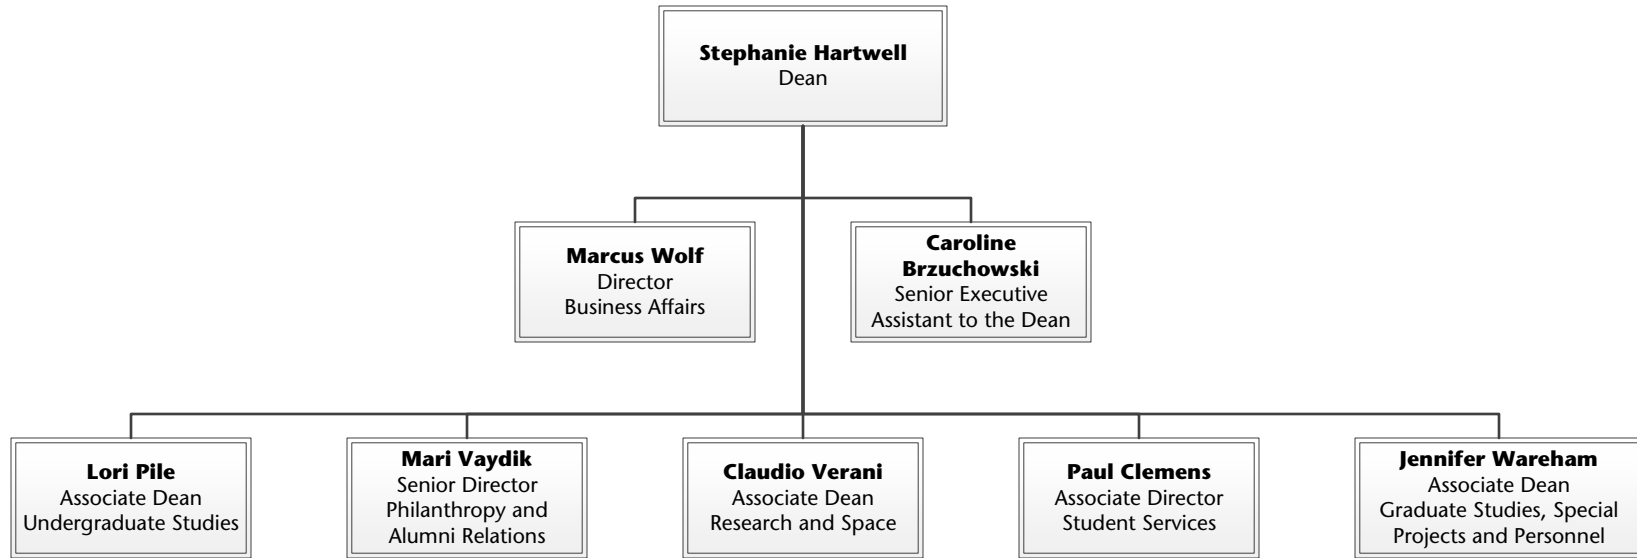 Stephanie Hartwell
Dean
Marcus Wolf
Director
Business Affairs
Caroline
Brzuchowski
Senior Executive
Assistant to the Dean
Lori Pile
Associate Dean
Undergraduate Studies
Mari Vaydik
Senior Director
Philanthropy and
Alumni Relations
Claudio Verani
Associate Dean
Research and Space
Paul Clemens
Associate Director
Student Services
Jennifer Wareham
Associate Dean
Graduate Studies, Special
Projects and Personnel